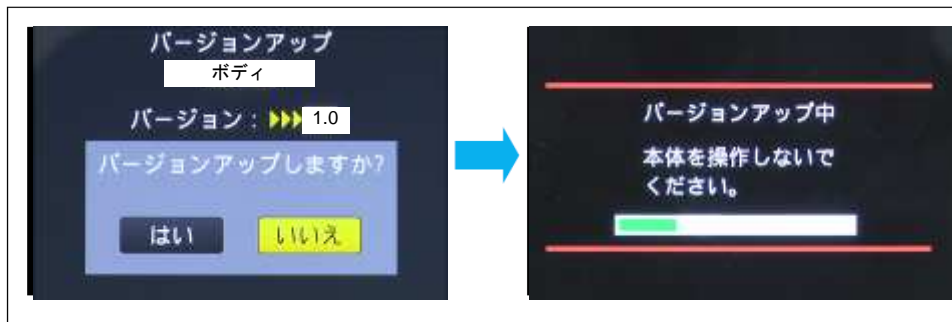 バージョンアップ
ボディ
バージョン : 1.0
バージョンアップしますか?
はい
いいえ
バージョンアップ中
本体を操作しないで
ください。